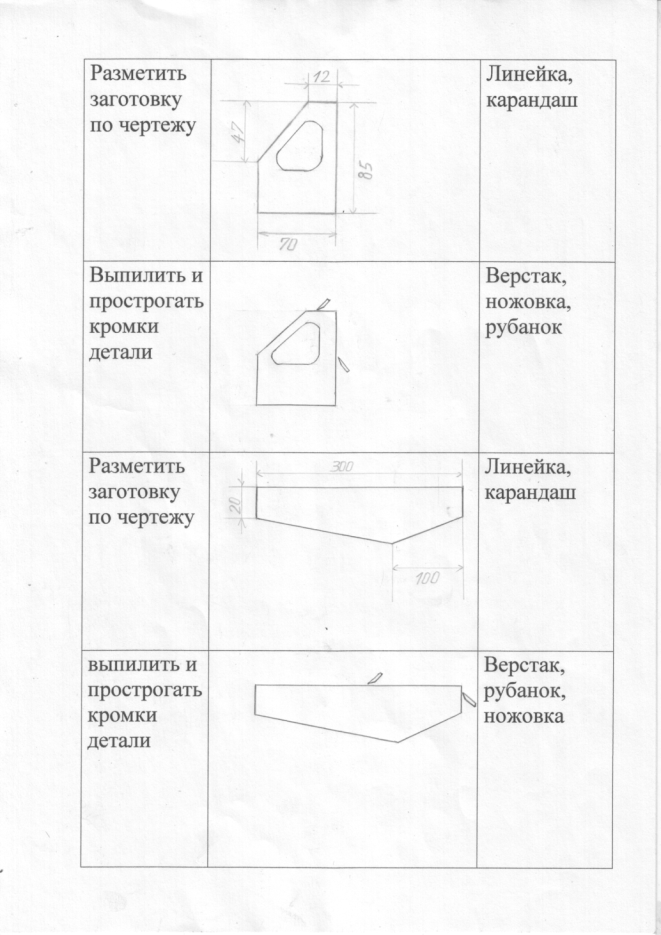 Разметить
заготовку
по чертежу
12
47
85
70
Линейка,
карандаш
Выпилить и
прострогать
кромки
детали
Верстак,
ножовка,
рубанок
Разметить
заготовку
по чертежу
300
20
100
Линейка,
карандаш
выпилить и
прострогать
кромки
детали
Верстак,
рубанок,
ножовка